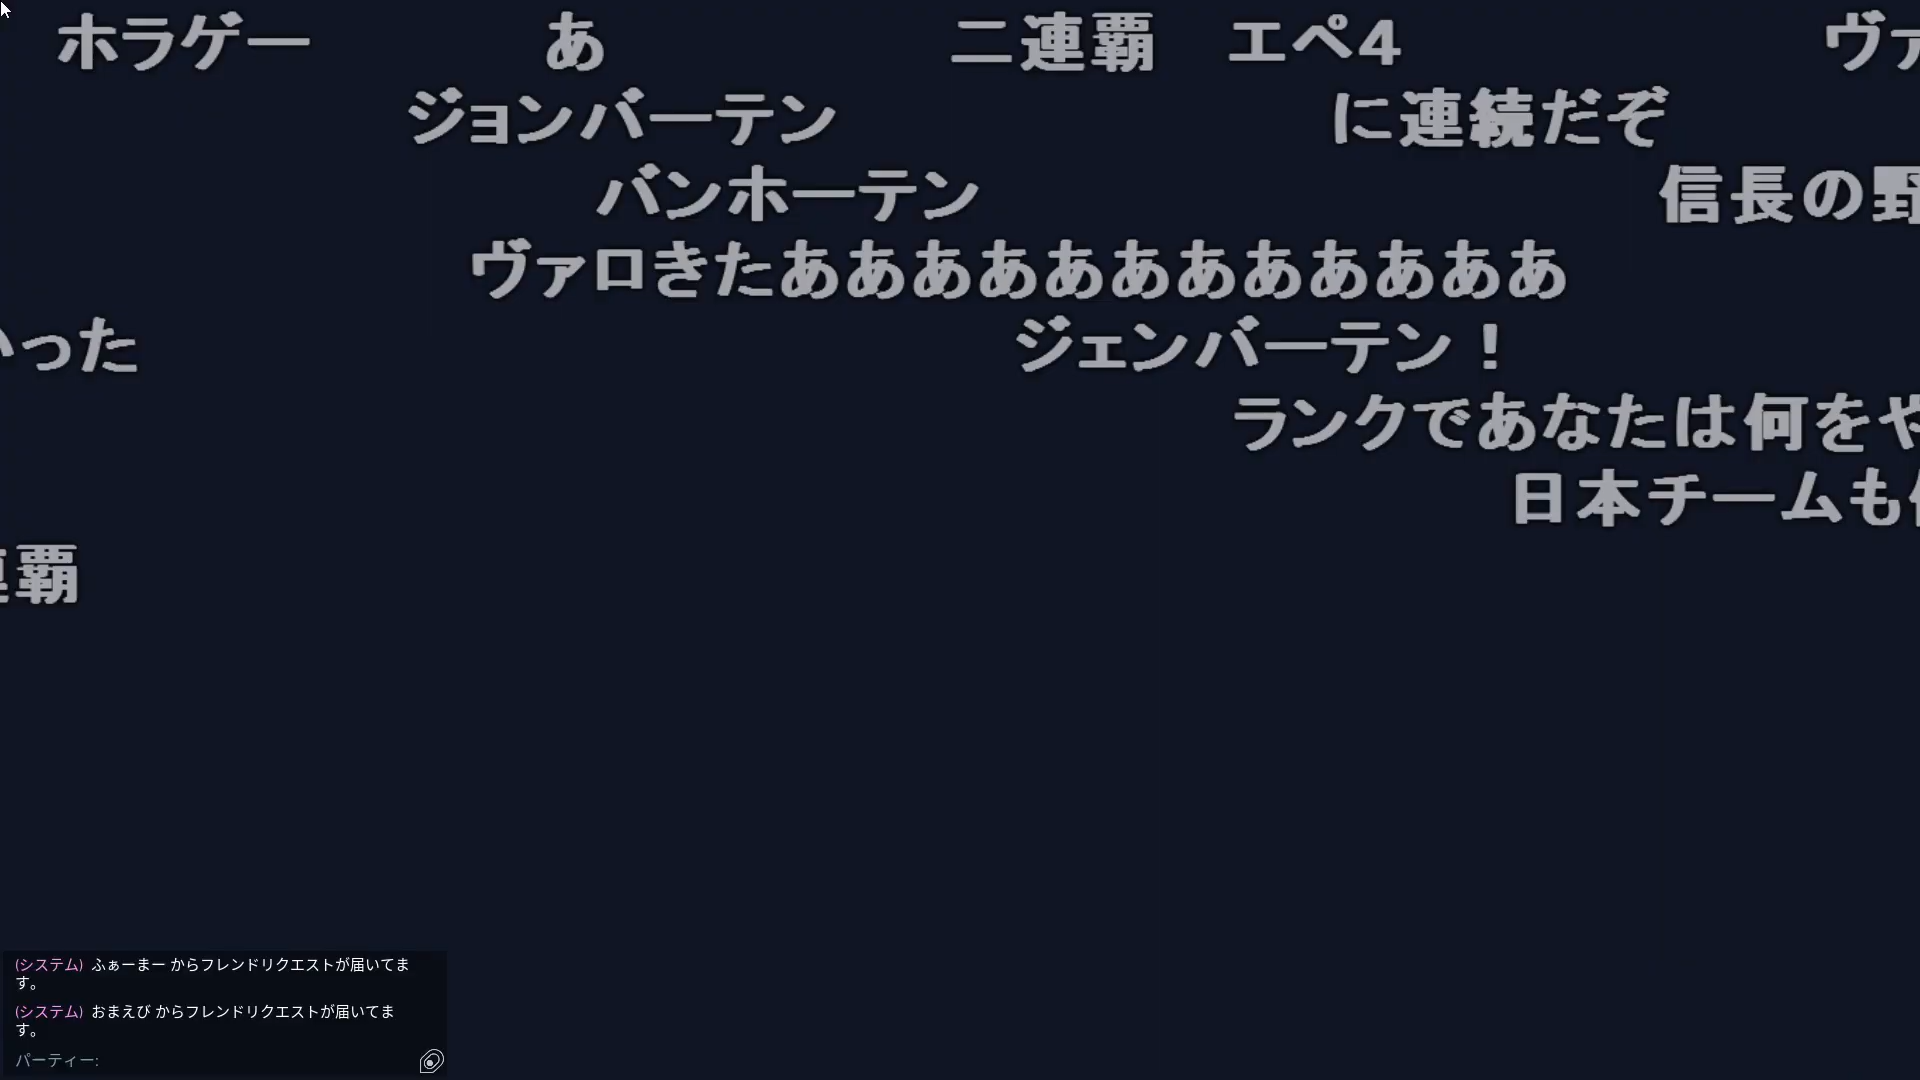 ホラゲー あ 二連覇 エペ4 ヴァ
ジョンバーテン に連続だぞ
バンホーテン 信長の野
ヴァロきたああああああああああああ
いった ジェンバーテン！
ランクであなたは何をや
日本チームも
連覇
(システム) ふぁーまー からフレンドリクエストが届いてま
す。
(システム) おまえび からフレンドリクエストが届いてま
す。
パーティー: